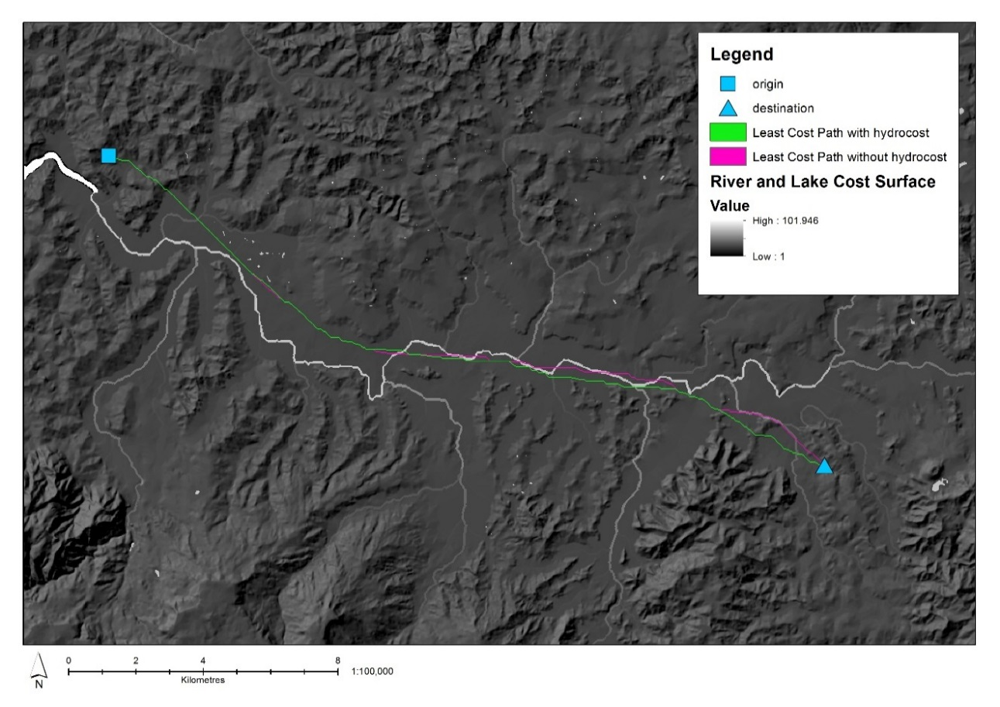 Legend
origin
destination
Least Cost Path with hydrocost
Least Cost Path without hydrocost
River and Lake Cost Surface
Value
High : 101.946
Low : 1
0 2 4 8
1:100,000
Kilometres
N